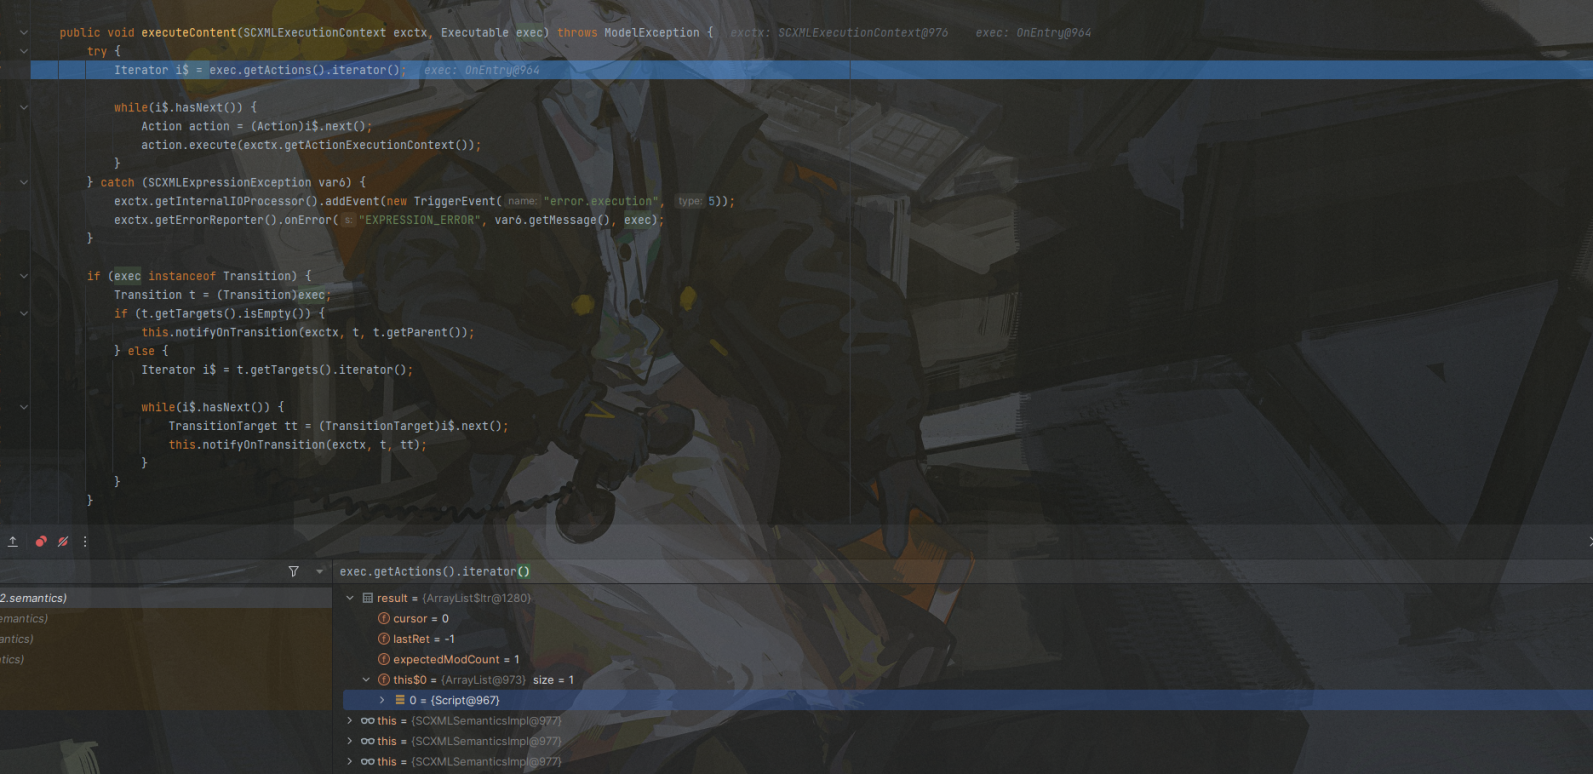 public void executeContent(SCXMLExecutionContext exctx, Executable exec) throws ModelException {   exctx: SCXMLExecutionContext@976   exec: OnEntry@964
try {
Iterator i$ = exec.getActions().iterator();   exec: OnEntry@964
while(i$.hasNext()) {
Action action = (Action)i$.next();
action.execute(exctx.getActionExecutionContext());
}
} catch (SCXMLExpressionException var6) {
exctx.getInternalIOProcessor().addEvent(new TriggerEvent( name: "error.execution", type: 5));
exctx.getErrorReporter().onError( s: "EXPRESSION_ERROR", var6.getMessage(), exec);
}
if (exec instanceof Transition) {
Transition t = (Transition)exec;
if (t.getTargets().isEmpty()) {
this.notifyOnTransition(exctx, t, t.getParent());
} else {
Iterator i$ = t.getTargets().iterator();
while(i$.hasNext()) {
TransitionTarget tt = (TransitionTarget)i$.next();
this.notifyOnTransition(exctx, t, tt);
}
}
}
exec.getActions().iterator()
2.semantics)
emantics)
antics)
tics)
result = {ArrayList$Itr@1280}
cursor = 0
lastRet = -1
expectedModCount = 1
this$0 = {ArrayList@973} size = 1
0 = {Script@967}
this = {SCXMLSemanticsImpl@977}
this = {SCXMLSemanticsImpl@977}
this = {SCXMLSemanticsImpl@977}